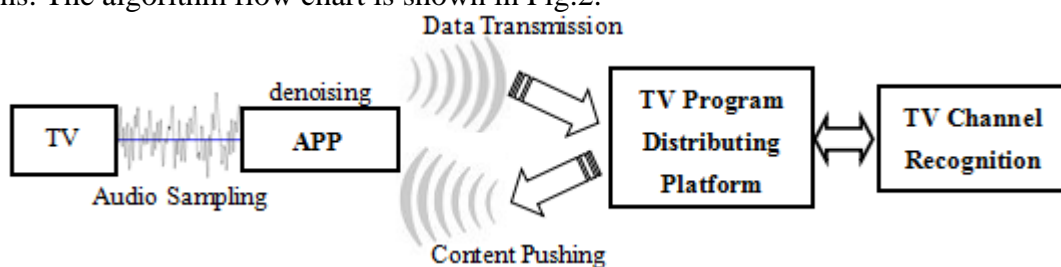 ns. The algorithm flow chart is shown in Fig.2.
Data Transmission
denoising
TV
APP
Audio Sampling
TV Program
Distributing
Platform
TV Channel
Recognition
Content Pushing